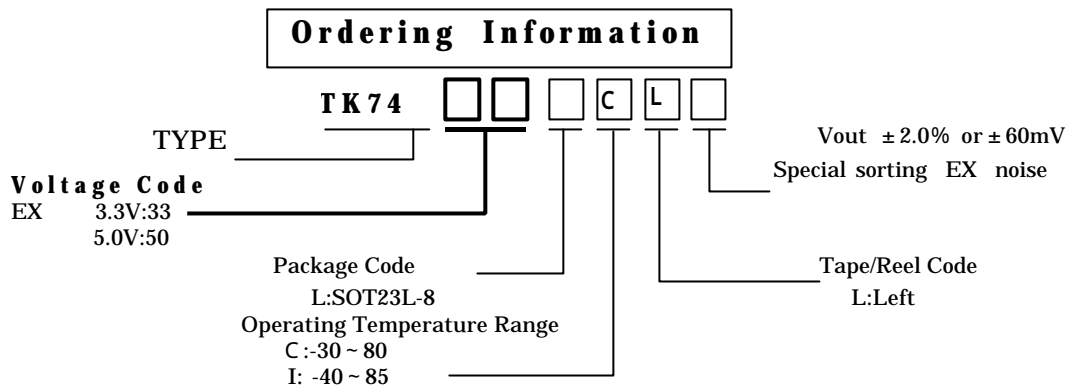 Ordering Information
TK74 C L
TYPE
Vout ±2.0% or ±60mV
Special sorting EX noise
Voltage Code
EX 3.3V:33
5.0V:50
Package Code
L:SOT23L-8
Tape/Reel Code
L:Left
Operating Temperature Range
C:-30~80
I: -40~85